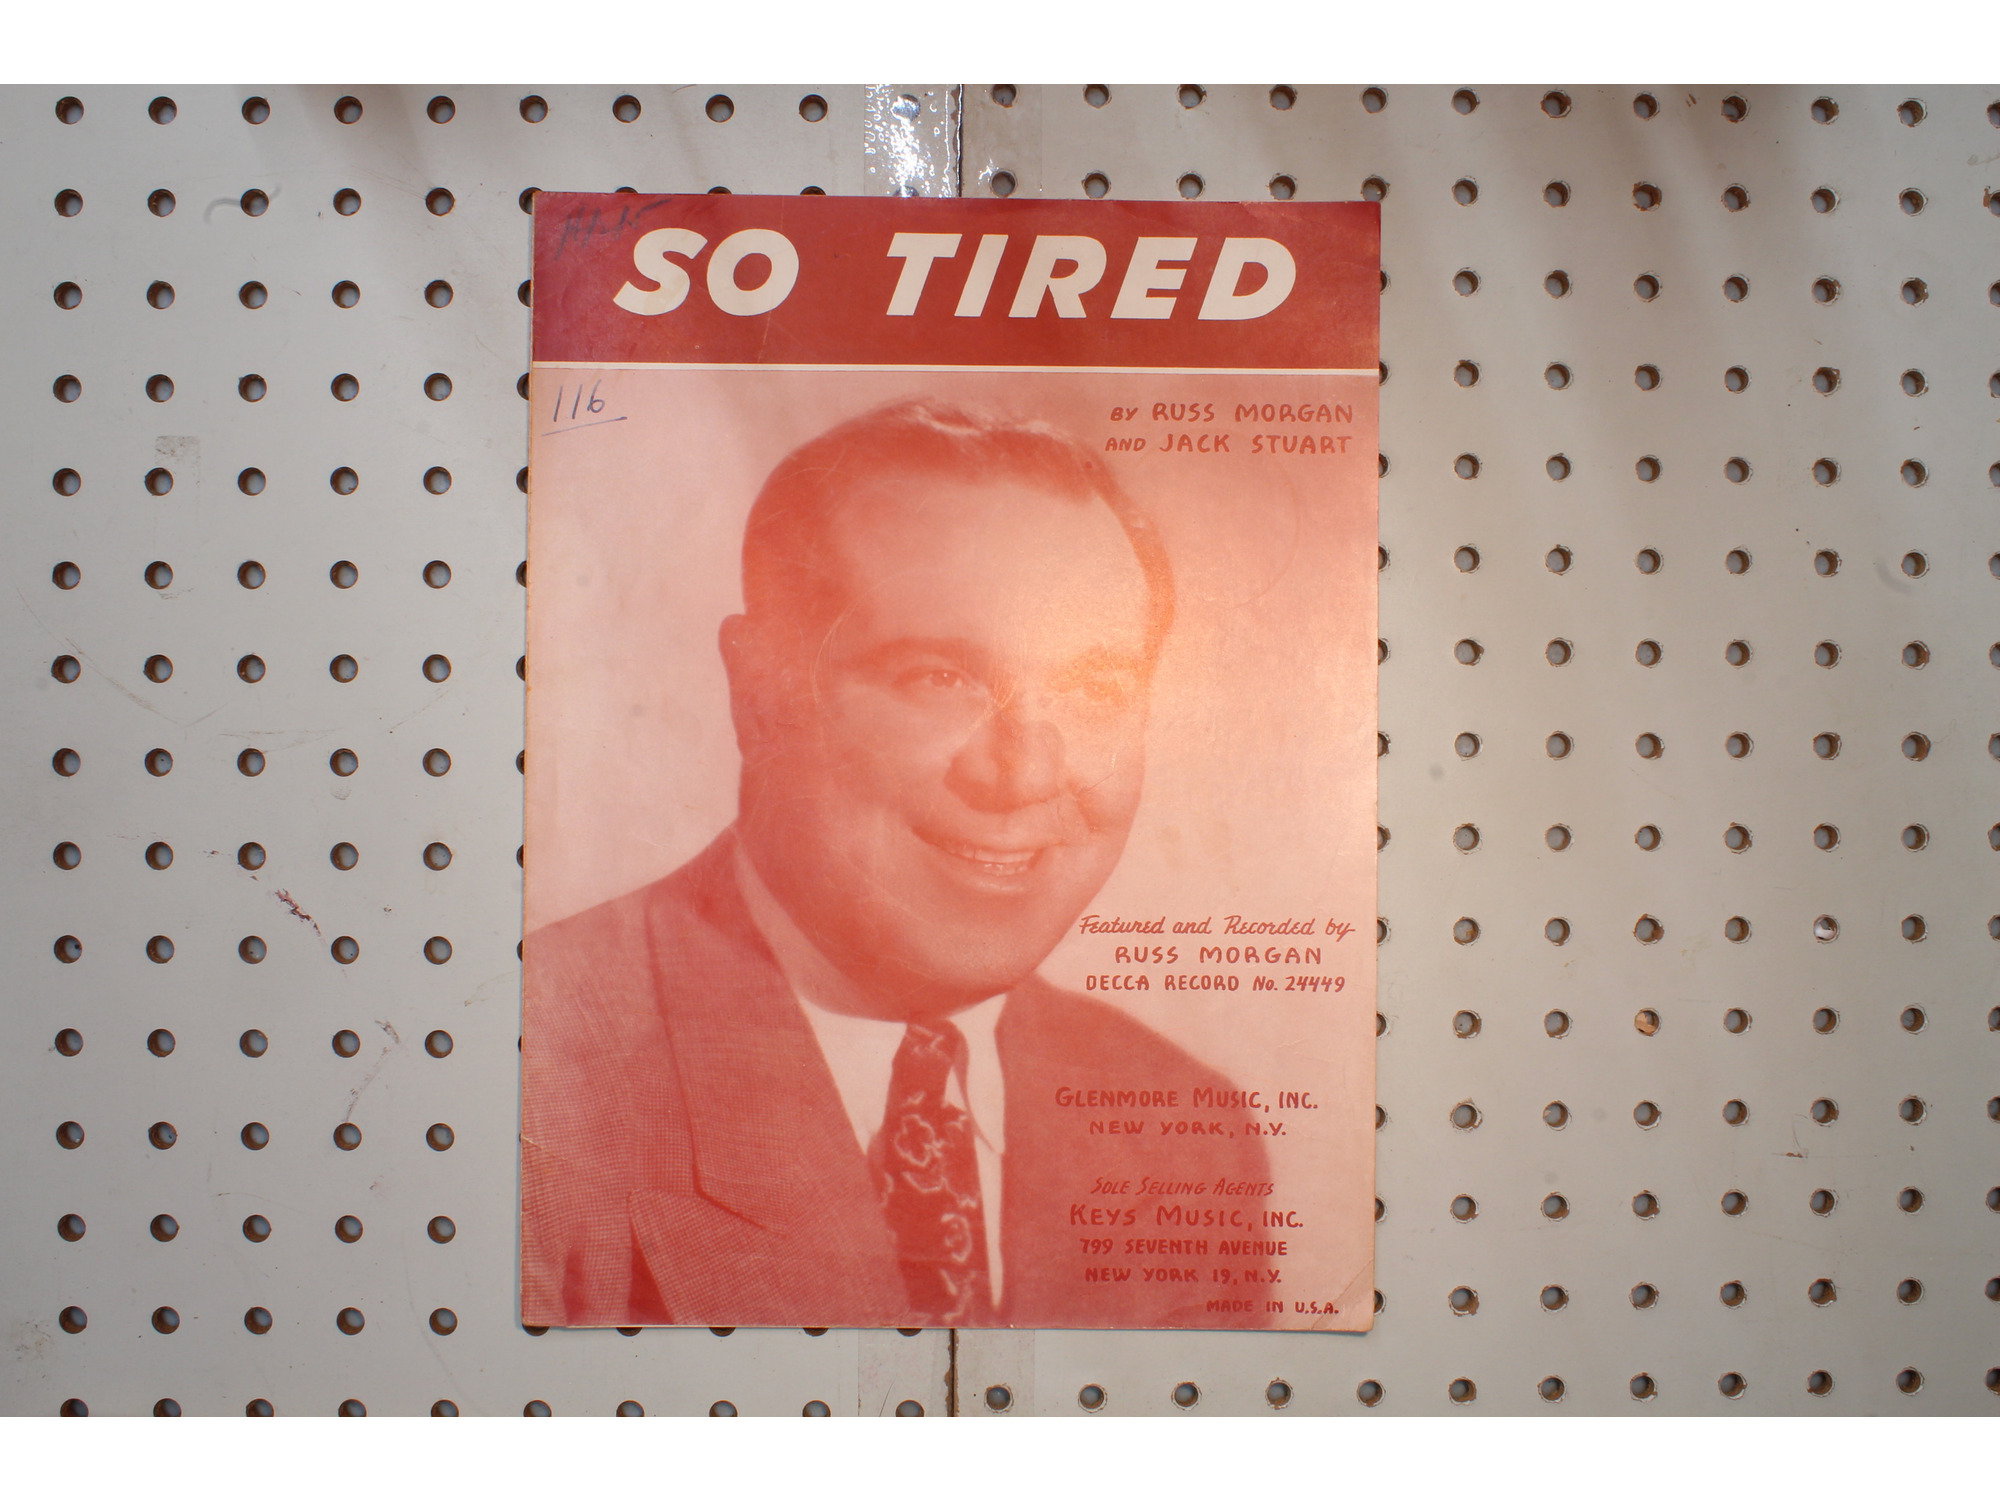 SO TIRED
116
BY RUSS MORGAN
AND JACK STUART
Featured and Recorded by
RUSS MORGAN
DECCA RECORD No. 24449
GLENMORE MUSIC, INC.
NEW YORK, N.Y.
SOLE SELLING AGENTS
KEYS MUSIC, INC.
799 SEVENTH AVENUE
NEW YORK 19, N.Y.
MADE IN U.S.A.